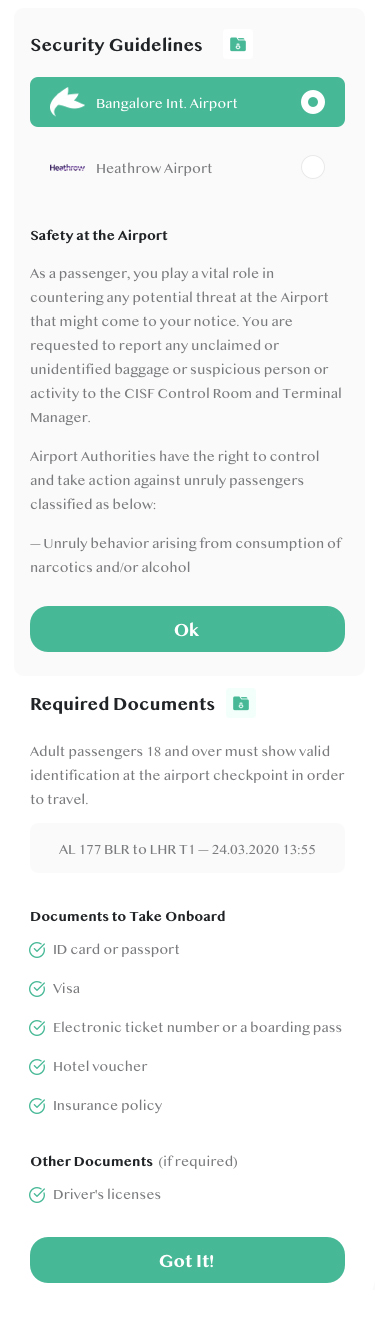 Security Guidelines
Bangalore Int. Airport
Heathrow
Heathrow Airport
Safety at the Airport
As a passenger, you play a vital role in
countering any potential threat at the Airport
that might come to your notice. You are
requested to report any unclaimed or
unidentified baggage or suspicious person or
activity to the CISF Control Room and Terminal
Manager.
Airport Authorities have the right to control
and take action against unruly passengers
classified as below:
— Unruly behavior arising from consumption of
narcotics and/or alcohol
Ok
Required Documents
Adult passengers 18 and over must show valid
identification at the airport checkpoint in order
to travel.
AL 177 BLR to LHR T1 — 24.03.2020 13:55
Documents to Take Onboard
ID card or passport
Visa
Electronic ticket number or a boarding pass
Hotel voucher
Insurance policy
Other Documents (if required)
Driver's licenses
Got It!